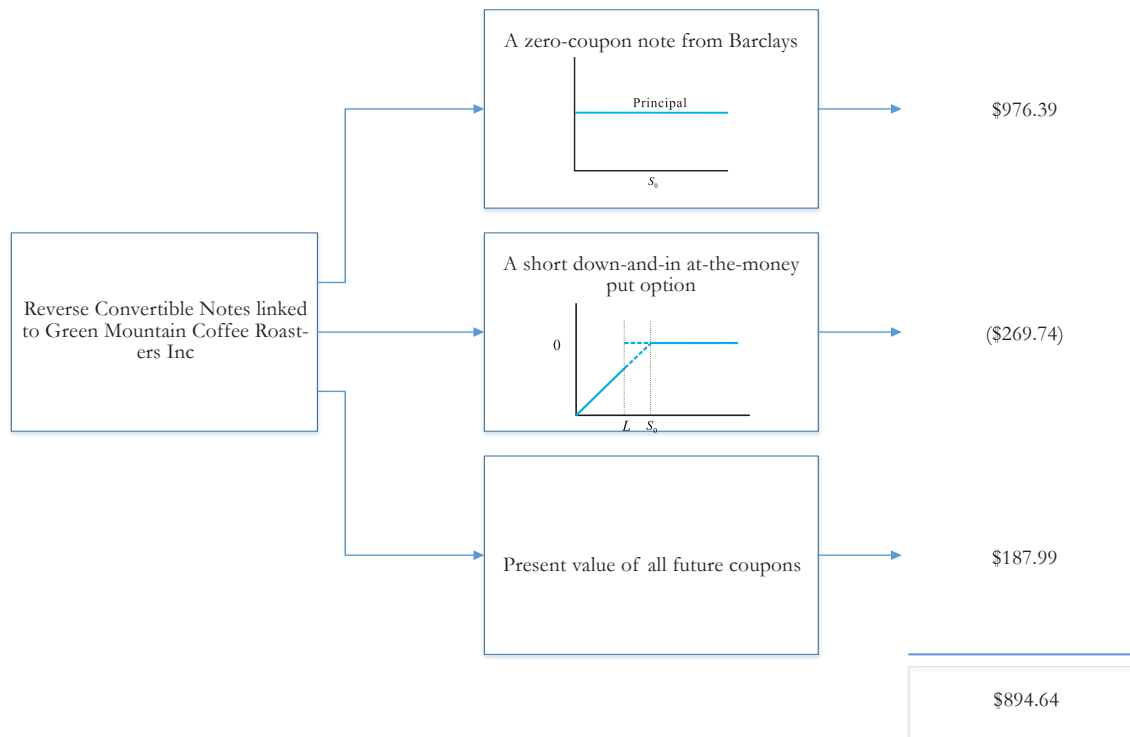 A zero-coupon note from Barclays
Principal
S₀
$976.39
Reverse Convertible Notes linked
to Green Mountain Coffee Roast-
ers Inc
A short down-and-in at-the-money
put option
0
L S₀
($269.74)
Present value of all future coupons
$187.99
$894.64